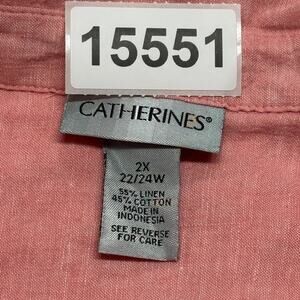 15551
CATHERINES®
2X
22/24W
55% LINEN
45% COTTON
MADE IN
INDONESIA
SEE REVERSE
FOR CARE